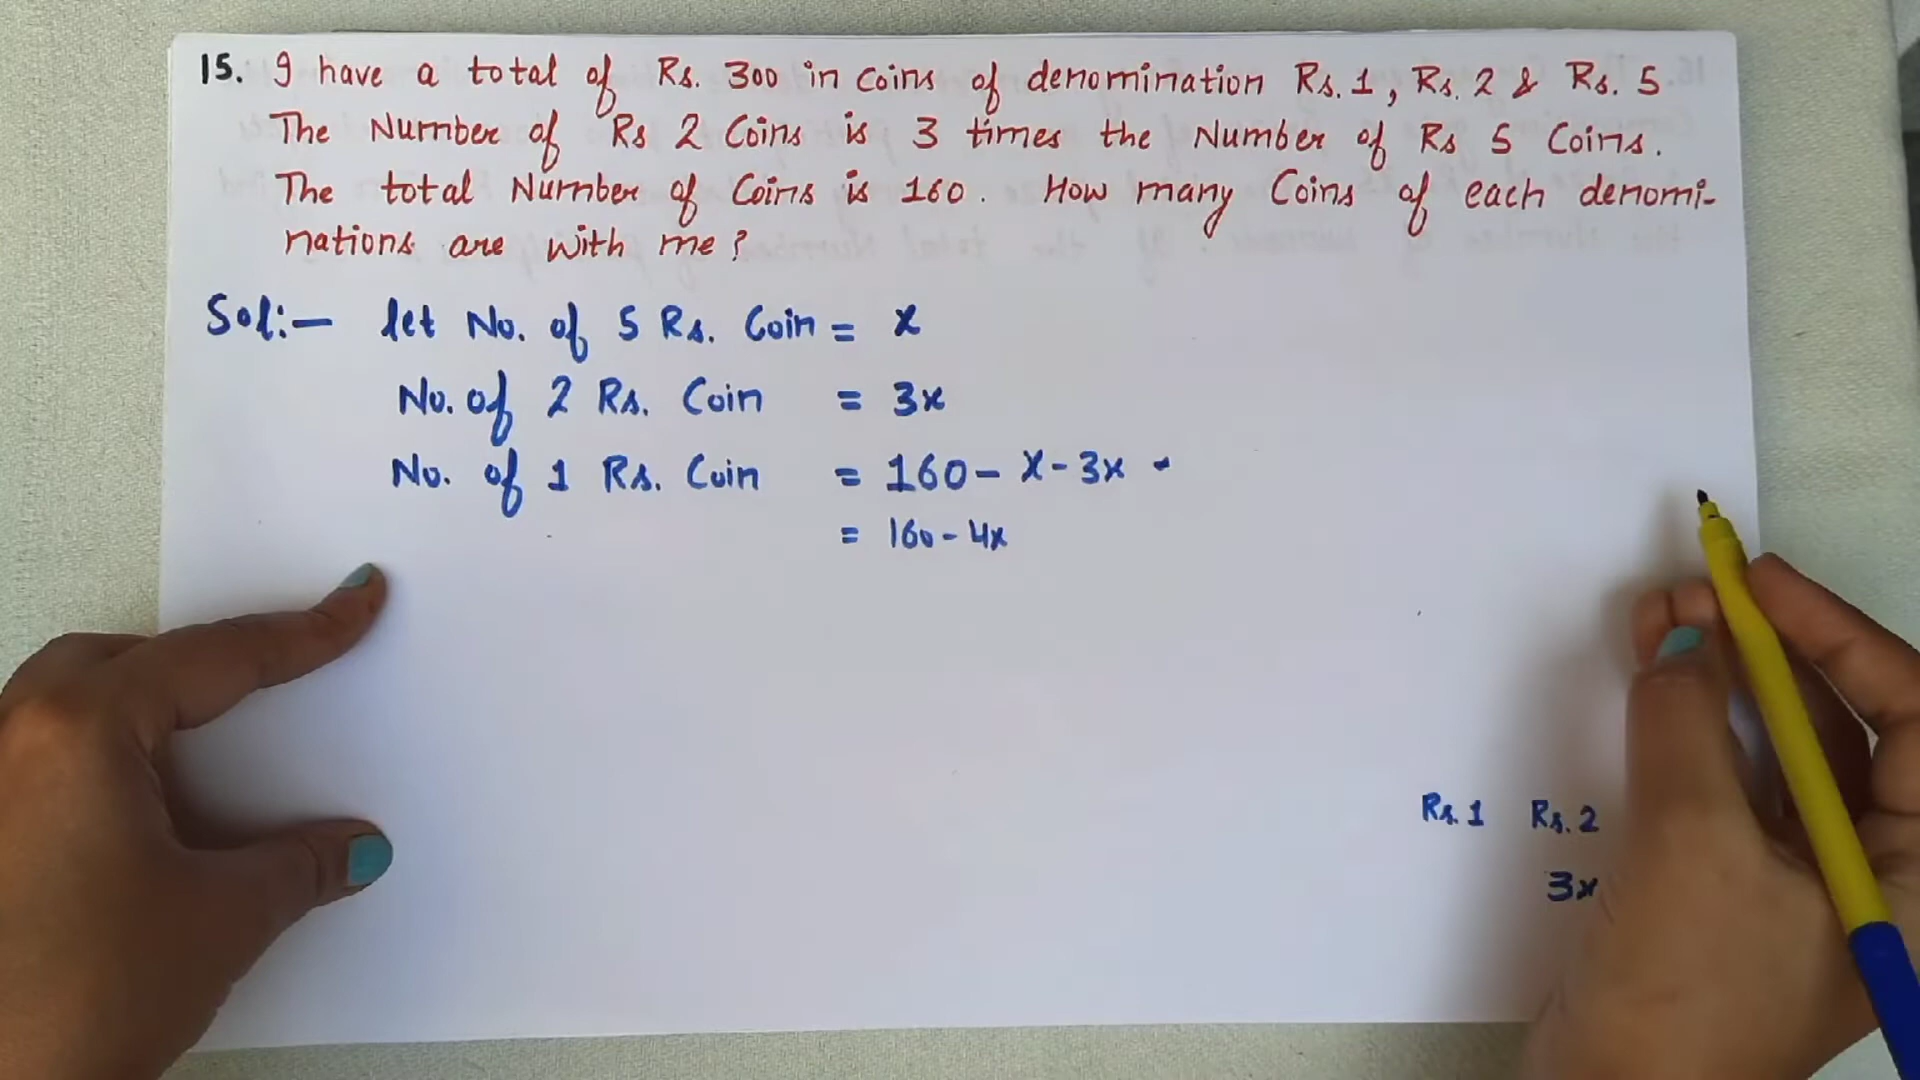 15. I have a total of Rs. 300 in coins of denomination Rs. 1, Rs. 2 & Rs. 5
The Number of Rs 2 Coins is 3 times the Number of Rs 5 Coins.
The total Number of Coins is 160. How many Coins of each denomi-
nations are with me?
Sol:- let No. of 5 Rs. Coin = x
No. of 2 Rs. Coin = 3x
No. of 1 Rs. Coin = 160 - x - 3x -
= 160 - 4x
Rs. 1 Rs. 2
3x